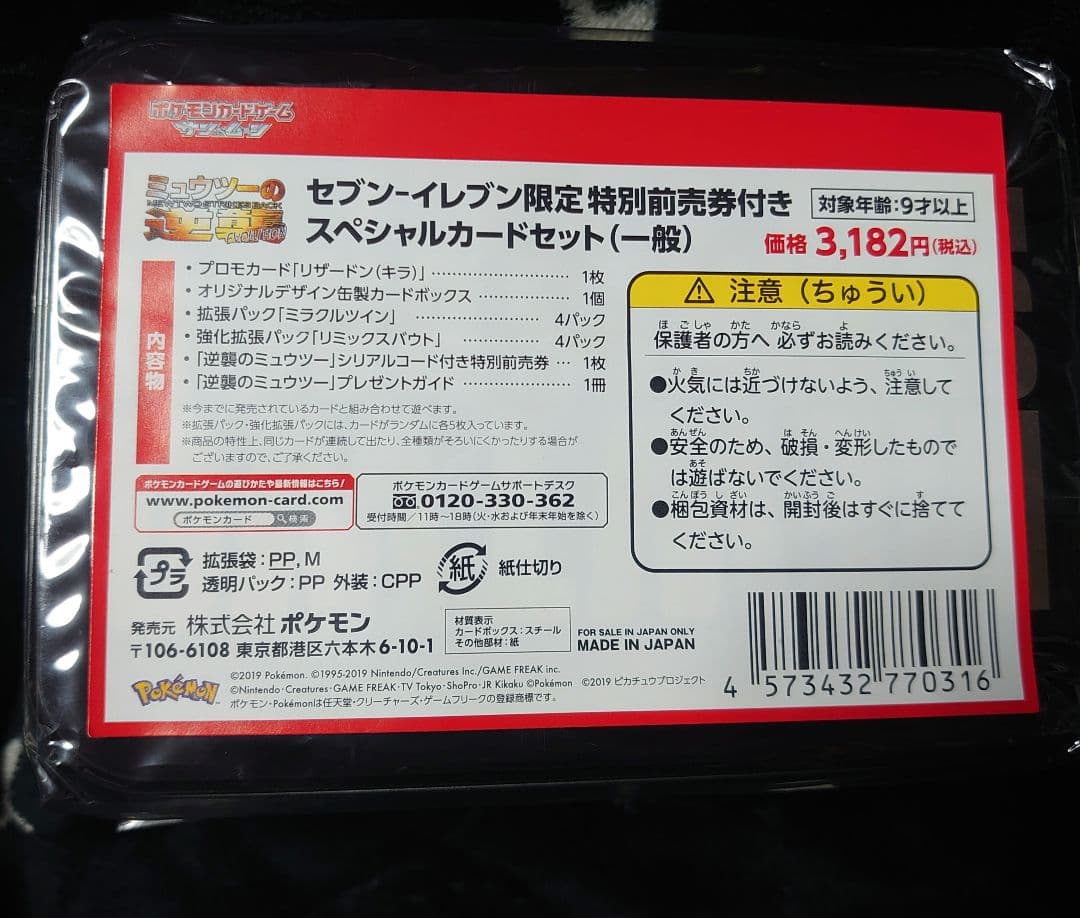 ポケモンカードゲーム
サン&ムーン
ミュウツーの
MEWTWO STRIKES BACK
逆襲
EVOLUTION
セブン-イレブン限定 特別前売券付き
スペシャルカードセット(一般)
対象年齢:9才以上
価格 3,182円(税込)
内容物
・プロモカード「リザードン(キラ)」 1枚
・オリジナルデザイン缶製カードボックス 1個
・拡張パック「ミラクルツイン」 4パック
・強化拡張パック「リミックスバウト」 4パック
・「逆襲のミュウツー」シリアルコード付き特別前売券 1枚
・「逆襲のミュウツー」プレゼントガイド 1冊
※今までに発売されているカードと組み合わせて遊べます。
※拡張パック・強化拡張パックには、カードがランダムに各5枚入っています。
※商品の特性上、同じカードが連続して出たり、全種類がそろいにくかったりする場合が
ございますので、ご了承ください。
ポケモンカードゲームの遊びかたや最新情報はこちら!
www.pokemon-card.com
ポケモンカード 検索
ポケモンカードゲームサポートデスク
0120-330-362
受付時間/11時~18時(火・水および年末年始を除く)
注意(ちゅうい)
保護者の方へ 必ずお読みください。
●火気には近づけないよう、注意して
ください。
●安全のため、破損・変形したもので
は遊ばないでください。
●梱包資材は、開封後はすぐに捨てて
ください。
プラ
拡張袋:PP, M
透明パック:PP 外装:CPP
紙
紙仕切り
発売元 株式会社 ポケモン
〒106-6108 東京都港区六本木6-10-1
材質表示
カードボックス:スチール
その他部材:紙
FOR SALE IN JAPAN ONLY
MADE IN JAPAN
Pokémon
©2019 Pokémon. ©1995-2019 Nintendo/Creatures Inc./GAME FREAK inc.
©Nintendo・Creatures・GAME FREAK・TV Tokyo・ShoPro・JR Kikaku ©Pokémon ©2019 ピカチュウプロジェクト
ポケモン・Pokémonは任天堂・クリーチャーズ・ゲームフリークの登録商標です。
4 573432 770316